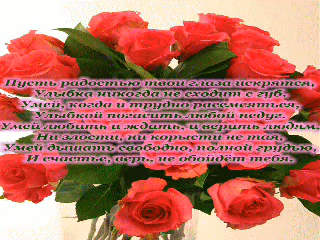 Пусть радостью твои глаза искрятся,
Улыбка никогда не сходит с губ.
Умей, когда и трудно рассмеяться,
Улыбкой погасить любой недуг.
Умей любить и ждать, и верить людям,
Ни злости, ни корысти не тая,
Умей дышать свободно, полной грудью,
И счастье, верь, не обойдёт тебя.